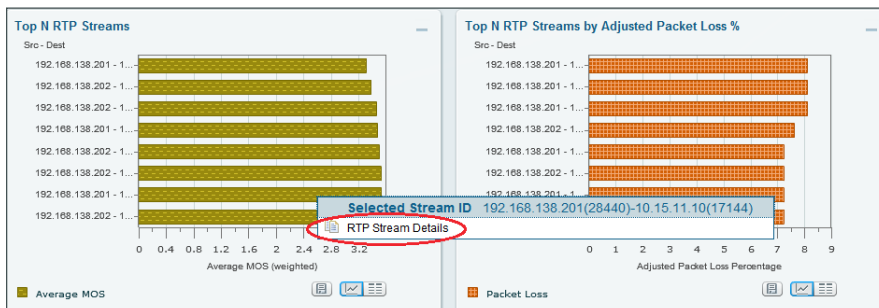 Top N RTP Streams
Src - Dest
192.168.138.201 - 1...
192.168.138.202 - 1...
192.168.138.202 - 1...
192.168.138.201 - 1...
192.168.138.202 - 1...
192.168.138.202 - 1...
192.168.138.201 - 1...
192.168.138.202 - 1...
0 0.4 0.8 1.2 1.6 2 2.4 2.8 3.2
Average MOS (weighted)
Average MOS
Top N RTP Streams by Adjusted Packet Loss %
Src - Dest
192.168.138.201 - 1...
192.168.138.202 - 1...
192.168.138.201 - 1...
192.168.138.202 - 1...
192.168.138.201 - 1...
192.168.138.202 - 1...
192.168.138.201 - 1...
Selected Stream ID 192.168.138.201(28440)-10.15.11.10(17144)
RTP Stream Details
0 1 2 3 4 5 6 7 8 9
Adjusted Packet Loss Percentage
Packet Loss